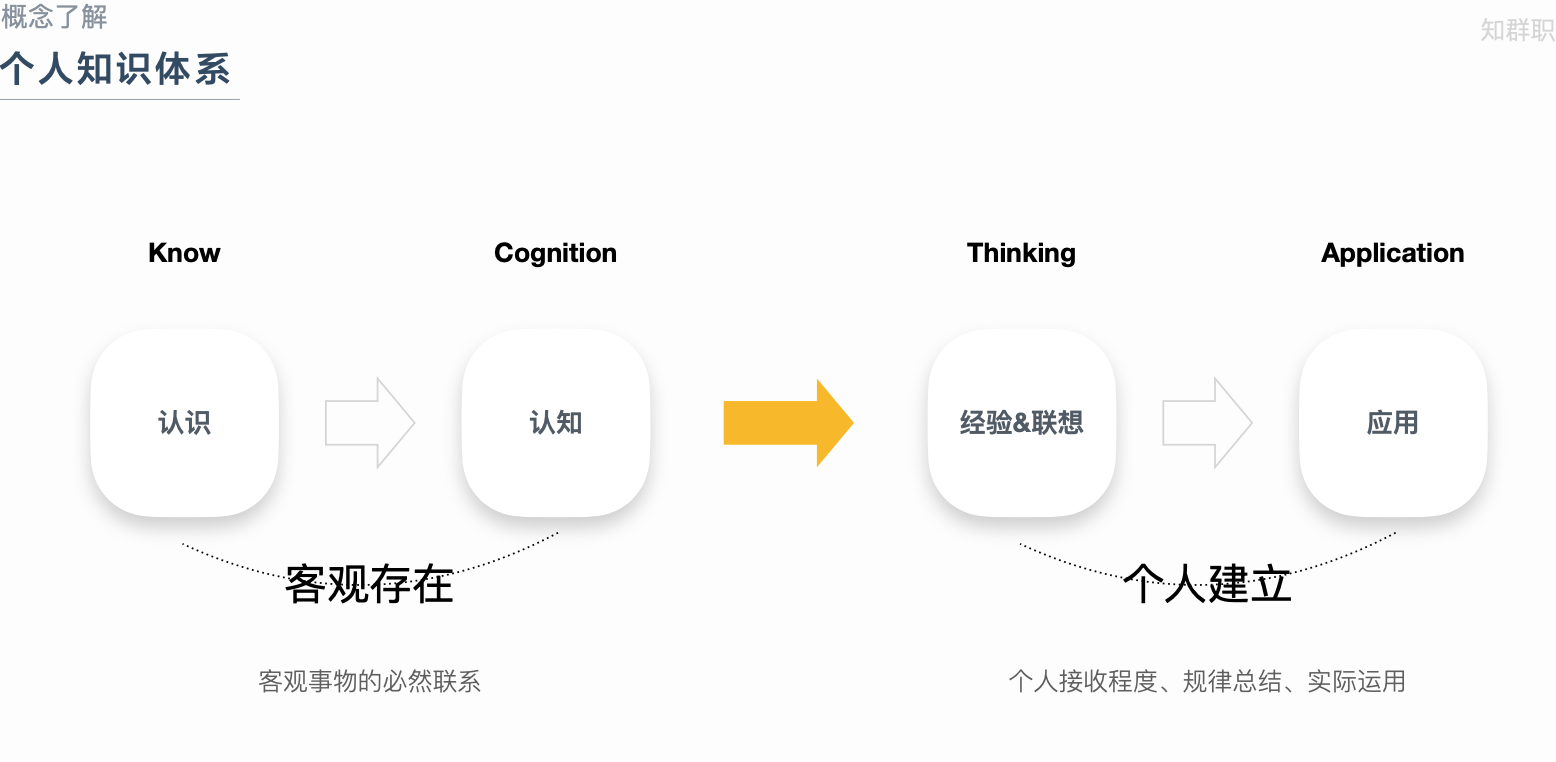 概念了解
知群职
个人知识体系
Know
Cognition
Thinking
Application
认识
认知
经验&联想
应用
客观存在
个人建立
客观事物的必然联系
个人接收程度、规律总结、实际运用